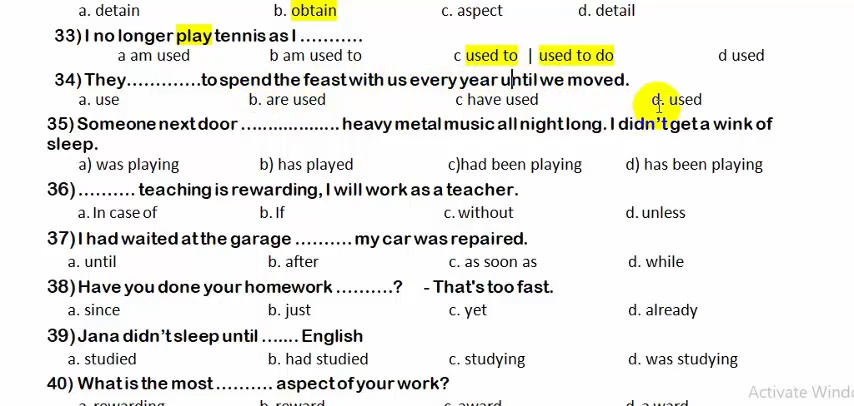 a. detain b. obtain c. aspect d. detail
33) I no longer play tennis as I ...........
a am used b am used to c used to | used to do d used
34) They.............to spend the feast with us every year until we moved.
a. use b. are used c have used d. used
35) Someone next door ................... heavy metal music all night long. I didn't get a wink of
sleep.
a) was playing b) has played c)had been playing d) has been playing
36).......... teaching is rewarding, I will work as a teacher.
a. In case of b. If c. without d. unless
37) I had waited at the garage .......... my car was repaired.
a. until b. after c. as soon as d. while
38) Have you done your homework ..........? - That's too fast.
a. since b. just c. yet d. already
39) Jana didn't sleep until ....... English
a. studied b. had studied c. studying d. was studying
40) What is the most .......... aspect of your work?
a. rewarding b. reward c. award d. a ward
Activate Windo